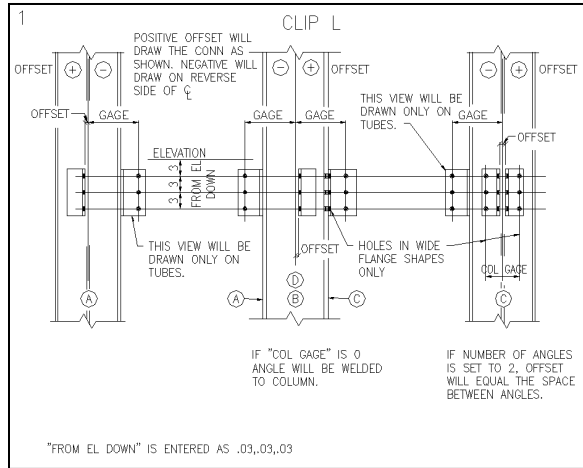 1
CLIP L
POSITIVE OFFSET WILL
DRAW THE CONN AS
SHOWN. NEGATIVE WILL
DRAW ON REVERSE
SIDE OF ℄
OFFSET
+
-
-
+
OFFSET
OFFSET
-
+
OFFSET
OFFSET
GAGE
GAGE
GAGE
THIS VIEW WILL BE
DRAWN ONLY ON
TUBES.
GAGE
OFFSET
ELEVATION
3
3
3
FROM EL
DOWN
THIS VIEW WILL BE
DRAWN ONLY ON
TUBES.
OFFSET
HOLES IN WIDE
FLANGE SHAPES
ONLY
COL GAGE
A
A
D
B
C
C
IF "COL GAGE" IS 0
ANGLE WILL BE WELDED
TO COLUMN.
IF NUMBER OF ANGLES
IS SET TO 2, OFFSET
WILL EQUAL THE SPACE
BETWEEN ANGLES.
"FROM EL DOWN" IS ENTERED AS .03,.03,.03